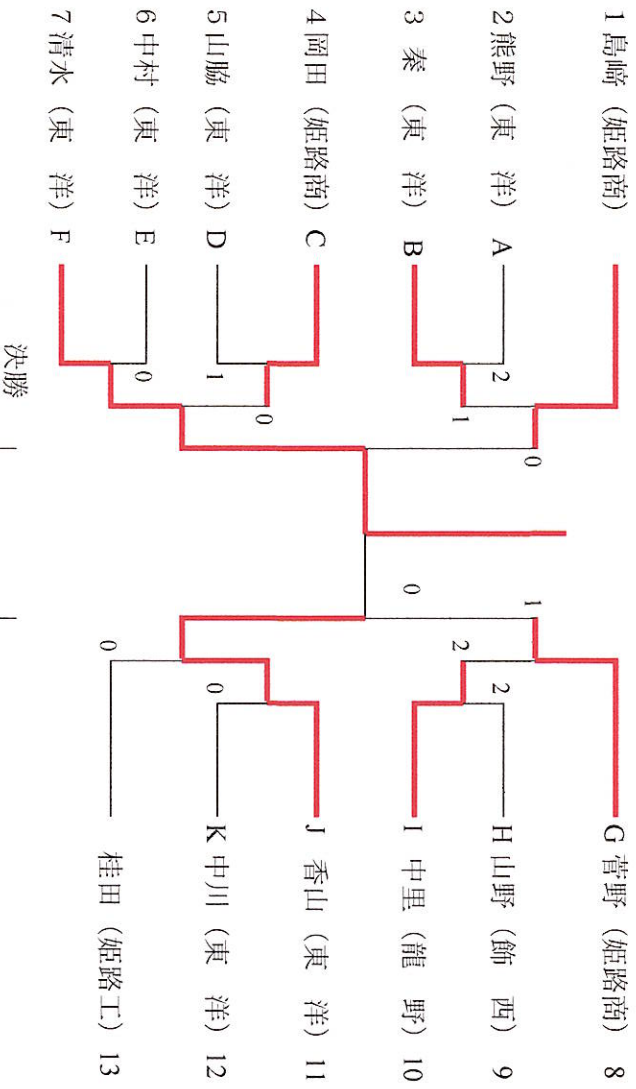 1 島﨑 (姫路商)
2 熊野 (東 洋) A
3 秦 (東 洋) B
4 岡田 (姫路商) C
5 山脇 (東 洋) D
6 中村 (東 洋) E
7 清水 (東 洋) F
2
1
0
1
0
0
決勝
0
1
2
2
0
0
G 菅野 (姫路商) 8
H 山野 (飾 西) 9
I 中里 (龍 野) 10
J 香山 (東 洋) 11
K 中川 (東 洋) 12
桂田 (姫路工) 13